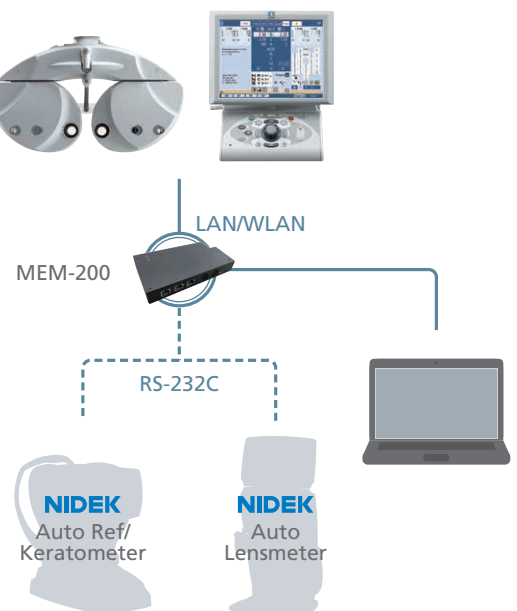 LAN/WLAN
MEM-200
RS-232C
NIDEK
Auto Ref/
Keratometer
NIDEK
Auto
Lensmeter